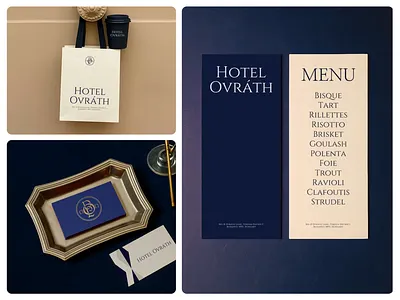 HOTEL
OVRÁTH
HOTEL
OVRÁTH
HOTEL OVRÁTH
HOTEL
OVRÁTH
MENU
BISQUE
TART
RILLETTES
RISOTTO
BRISKET
GOULASH
POLENTA
FOIE
TROUT
RAVIOLI
CLAFOUTIS
STRUDEL